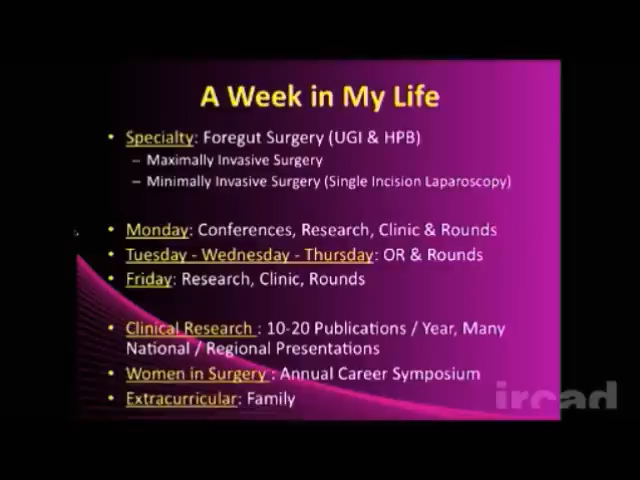 A Week in My Life
• Specialty: Foregut Surgery (UGI & HPB)
– Maximally Invasive Surgery
– Minimally Invasive Surgery (Single Incision Laparoscopy)
• Monday: Conferences, Research, Clinic & Rounds
• Tuesday - Wednesday - Thursday: OR & Rounds
• Friday: Research, Clinic, Rounds
• Clinical Research : 10-20 Publications / Year, Many
National / Regional Presentations
• Women in Surgery : Annual Career Symposium
• Extracurricular: Family
ircad